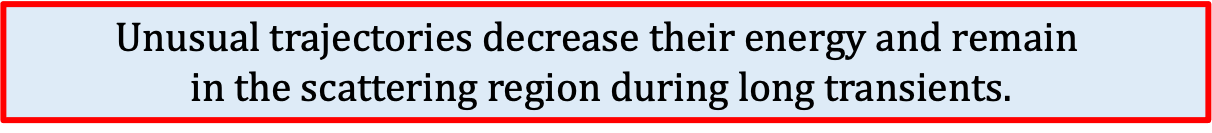 Unusual trajectories decrease their energy and remain
in the scattering region during long transients.